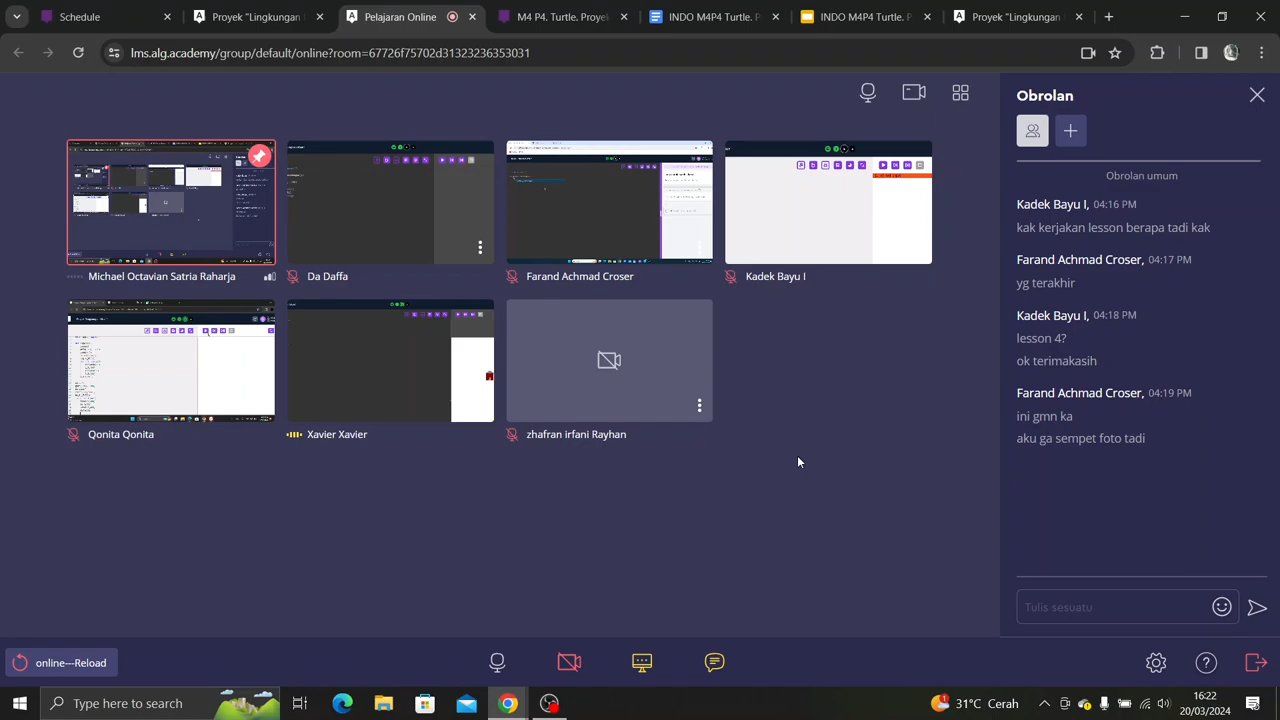 Schedule
Proyek "Lingkungan
Pelajaran Online
M4 P4. Turtle. Proye
INDO M4P4 Turtle. P
INDO M4P4 Turtle. P
Proyek "Lingkungan
lms.alg.academy/group/default/online?room=67726f75702d31323236353031
Obrolan
Obrolan umum
Kadek Bayu I, 04:16 PM
kak kerjain yg lesson berapa tadi kak
Farand Achmad Croser, 04:17 PM
yg terakhir
Kadek Bayu I, 04:18 PM
lesson 4?
ok terimakasih
Farand Achmad Croser, 04:19 PM
ini gmn ka
aku ga sempet foto tadi
Michael Octavian Satria Raharja
Da Daffa
Farand Achmad Croser
Kadek Bayu I
Qonita Qonita
Xavier Xavier
zhafran irfani Rayhan
Tulis sesuatu
online---Reload
Type here to search
31°C Cerah
16:22
20/03/2024